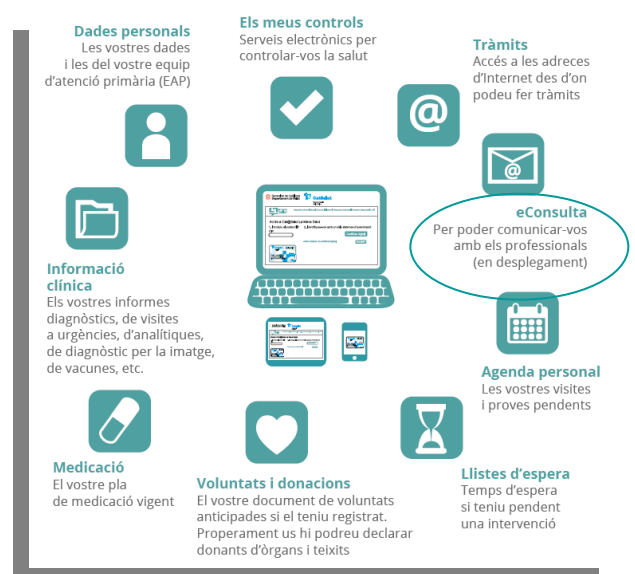 Dades personals
Les vostres dades
i les del vostre equip
d'atenció primària (EAP)
Els meus controls
Serveis electrònics per
controlar-vos la salut
Tràmits
Accés a les adreces
d'Internet des d'on
podeu fer tràmits
@
@
eConsulta
Per poder comunicar-vos
amb els professionals
(en desplegament)
Informació
clínica
Els vostres informes
diagnòstics, de visites
a urgències, d'analítiques,
de diagnòstic per la imatge,
de vacunes, etc.
Agenda personal
Les vostres visites
i proves pendents
Medicació
El vostre pla
de medicació vigent
Voluntats i donacions
El vostre document de voluntats
anticipades si el teniu registrat.
Properament us hi podreu declarar
donants d'òrgans i teixits
Llistes d'espera
Temps d'espera
si teniu pendent
una intervenció